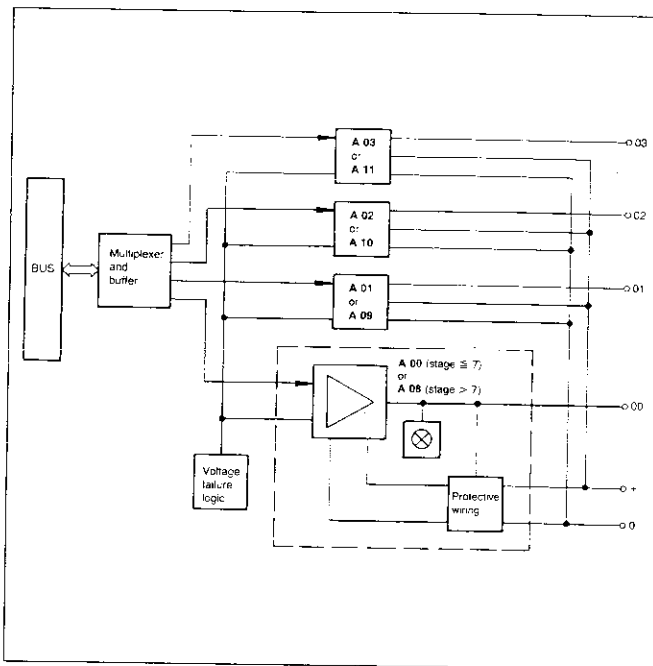 A 03
or
A 11
03
A 02
or
A 10
02
BUS
Multiplexer
and
buffer
A 01
or
A 09
01
A 00 (stage ≦ 7)
or
A 08 (stage > 7)
00
Voltage
failure
logic
Protective
wiring
+
0